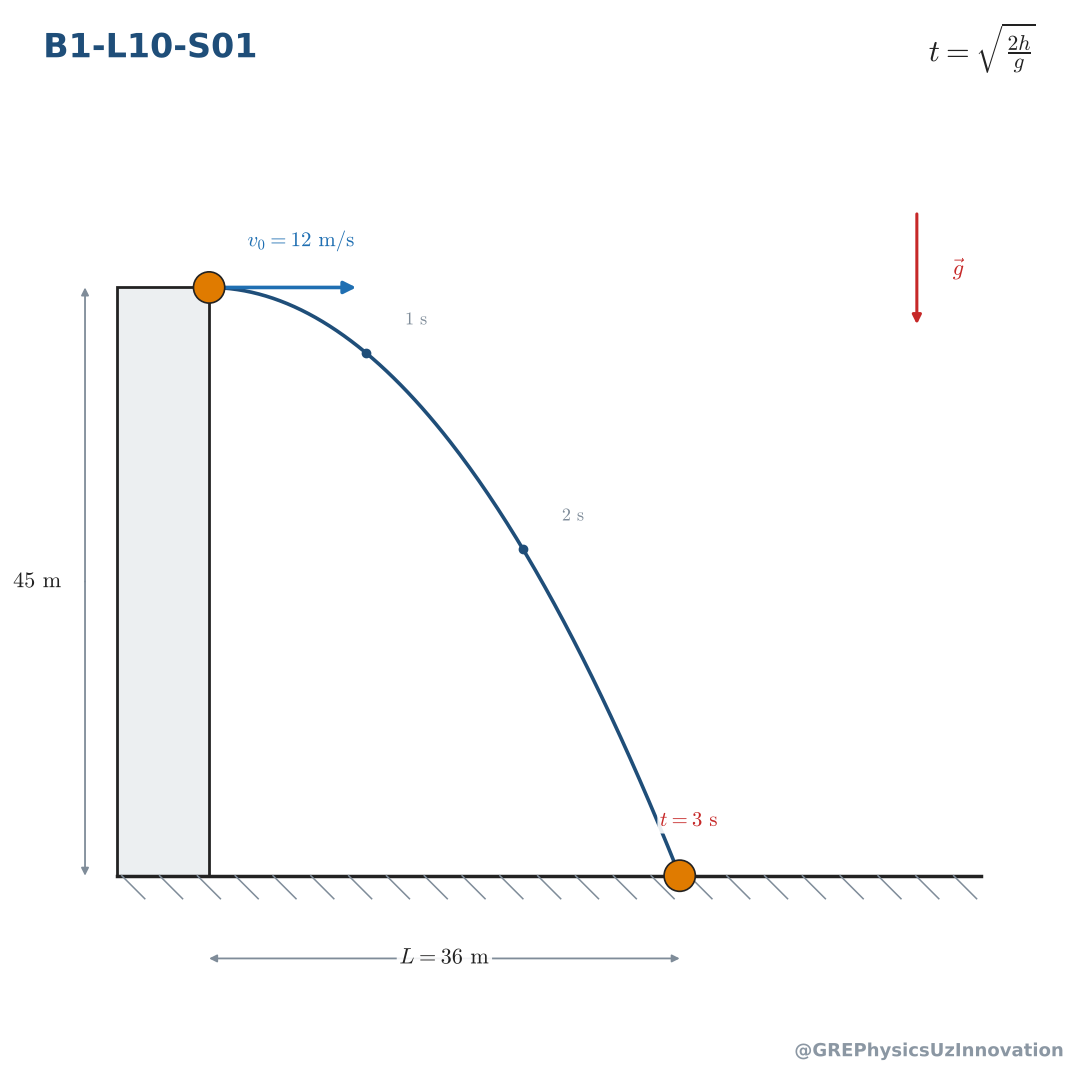 B1-L10-S01
t = √(2h/g)
v₀ = 12 m/s
g⃗
1 s
2 s
45 m
t = 3 s
L = 36 m
@GREPhysicsUzInnovation